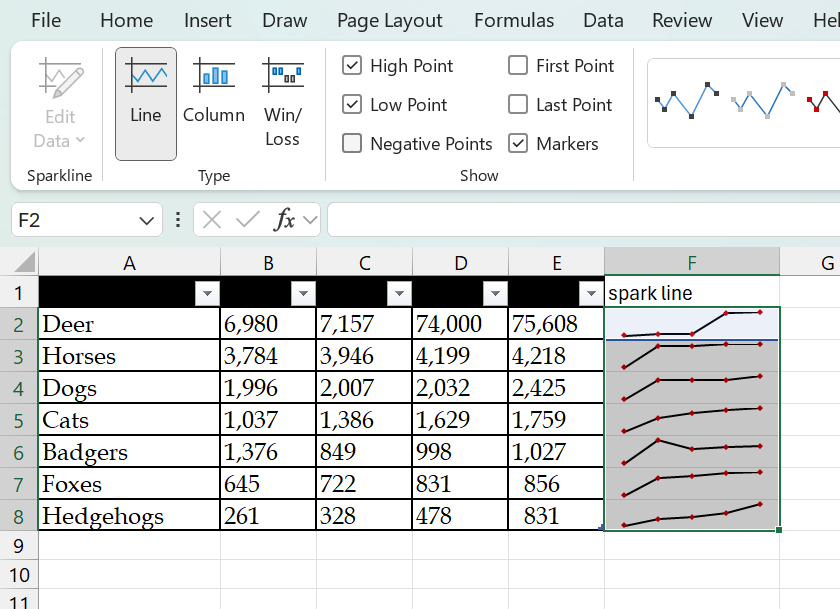 File Home Insert Draw Page Layout Formulas Data Review View Hel
Edit Data
Line
Column
Win/ Loss
High Point
First Point
Low Point
Last Point
Negative Points
Markers
Sparkline
Type
Show
F2
fx
A B C D E F G
1 spark line
2 Deer 6,980 7,157 74,000 75,608
3 Horses 3,784 3,946 4,199 4,218
4 Dogs 1,996 2,007 2,032 2,425
5 Cats 1,037 1,386 1,629 1,759
6 Badgers 1,376 849 998 1,027
7 Foxes 645 722 831 856
8 Hedgehogs 261 328 478 831
9
10
11